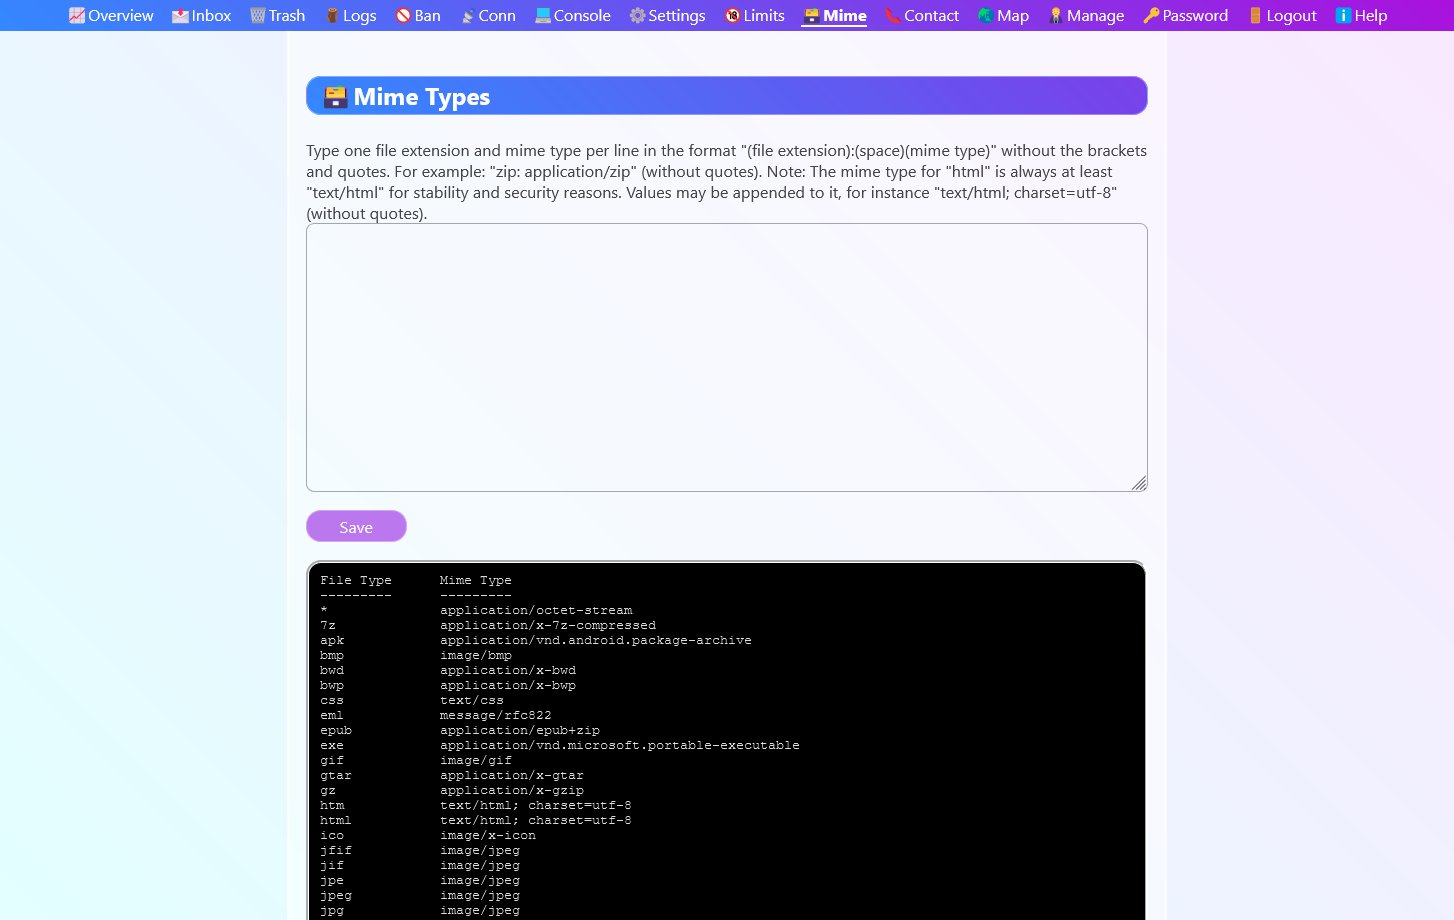 Overview Inbox Trash Logs Ban Conn Console Settings Limits Mime Contact Map Manage Password Logout Help
Mime Types
Type one file extension and mime type per line in the format "(file extension):(space)(mime type)" without the brackets
and quotes. For example: "zip: application/zip" (without quotes). Note: The mime type for "html" is always at least
"text/html" for stability and security reasons. Values may be appended to it, for instance "text/html; charset=utf-8"
(without quotes).
Save
File Type Mime Type
--------- ---------
* application/octet-stream
7z application/x-7z-compressed
apk application/vnd.android.package-archive
bmp image/bmp
bwd application/x-bwd
bwp application/x-bwp
css text/css
eml message/rfc822
epub application/epub+zip
exe application/vnd.microsoft.portable-executable
gif image/gif
gtar application/x-gtar
gz application/x-gzip
htm text/html; charset=utf-8
html text/html; charset=utf-8
ico image/x-icon
jfif image/jpeg
jif image/jpeg
jpe image/jpeg
jpeg image/jpeg
jpg image/jpeg